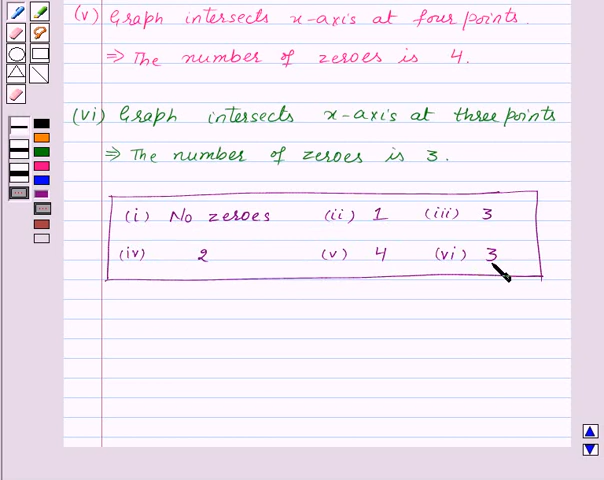 (v) Graph intersects x-axis at four points.
⇒ The number of zeroes is 4.
(vi) Graph intersects x-axis at three points
⇒ The number of zeroes is 3.
(i) No zeroes (ii) 1 (iii) 3
(iv) 2 (v) 4 (vi) 3